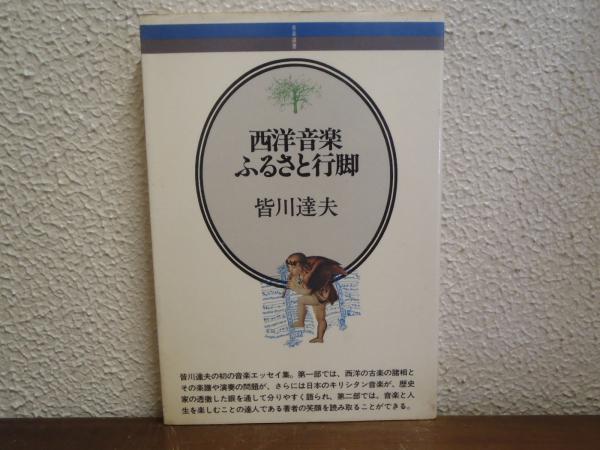 音楽選書
西洋音楽
ふるさと行脚
皆川達夫
皆川達夫の初の音楽エッセイ集。第一部では、西洋の古楽の諸相と
その楽譜や演奏の問題が、さらには日本のキリシタン音楽が、歴史
家の透徹した眼を通して分りやすく語られ、第二部では、音楽と人
生を楽しむことの達人である著者の笑顔を読み取ることができる。